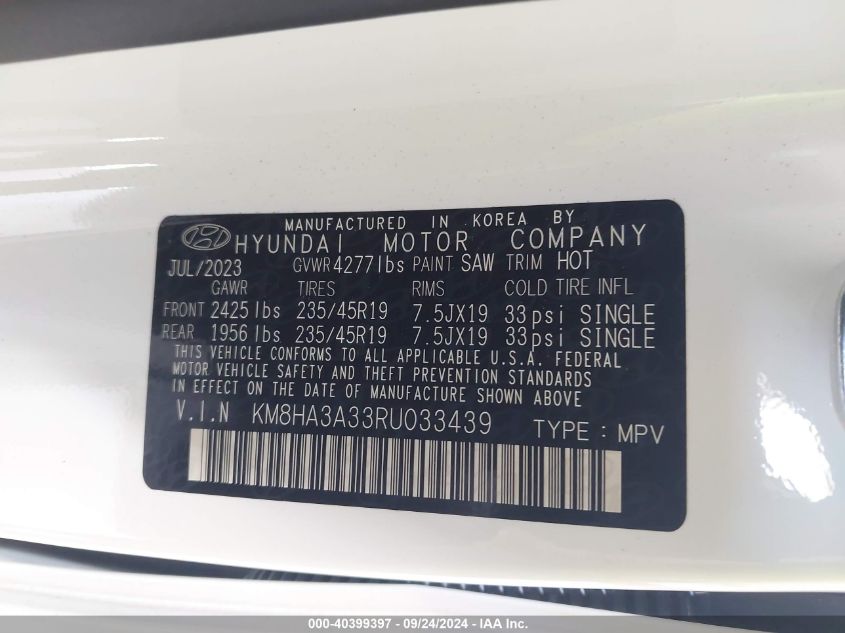 MANUFACTURED IN KOREA BY
HYUNDAI MOTOR COMPANY
JUL/2023 GVWR 4277lbs PAINT SAW TRIM HOT
GAWR TIRES RIMS COLD TIRE INFL
FRONT 2425lbs 235/45R19 7.5JX19 33psi SINGLE
REAR 1956lbs 235/45R19 7.5JX19 33psi SINGLE
THIS VEHICLE CONFORMS TO ALL APPLICABLE U.S.A. FEDERAL
MOTOR VEHICLE SAFETY AND THEFT PREVENTION STANDARDS
IN EFFECT ON THE DATE OF MANUFACTURE SHOWN ABOVE
V.I.N KM8HA3A33RU033439 TYPE : MPV
000-40399397 - 09/24/2024 - IAA Inc.